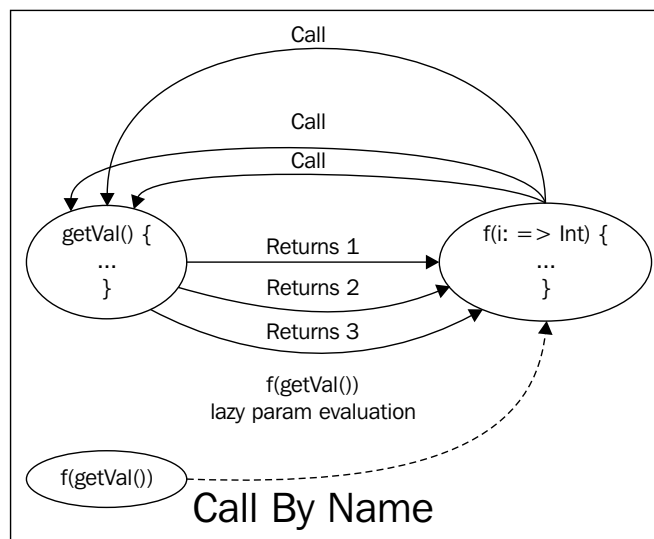 Call
Call
Call
getVal() {
...
}
f(i: = > Int) {
...
}
Returns 1
Returns 2
Returns 3
f(getVal())
lazy param evaluation
f(getVal())
Call By Name